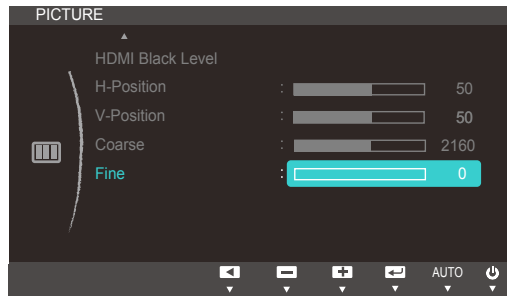 PICTURE
HDMI Black Level
H-Position : 50
V-Position : 50
Coarse : 2160
Fine : 0
AUTO